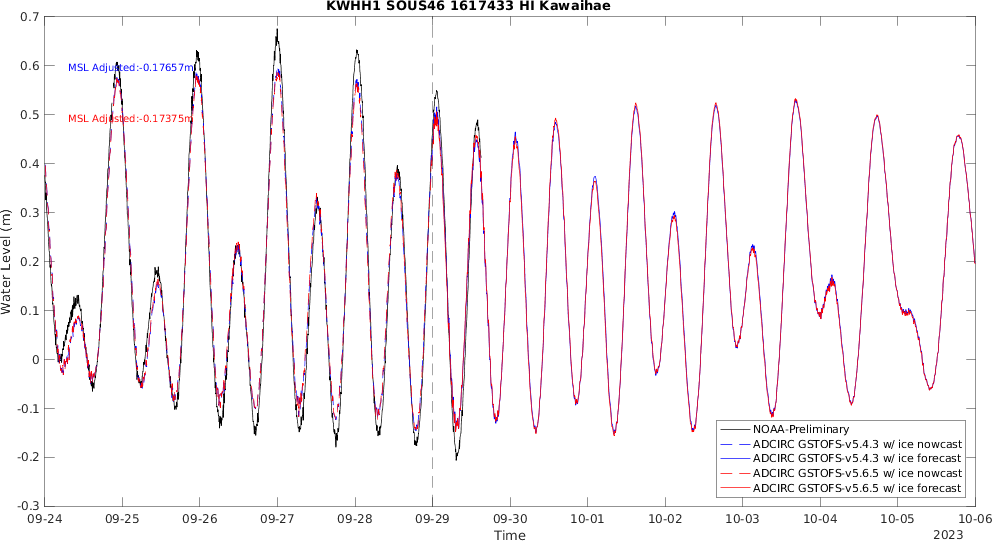 KWHH1 SOUS46 1617433 HI Kawaihae
0.7
0.6
0.5
0.4
0.3
0.2
0.1
0
-0.1
-0.2
-0.3
Water Level (m)
MSL Adjusted:-0.17657m
MSL Adjusted:-0.17375m
NOAA-Preliminary
ADCIRC GSTOFS-v5.4.3 w/ ice nowcast
ADCIRC GSTOFS-v5.4.3 w/ ice forecast
ADCIRC GSTOFS-v5.6.5 w/ ice nowcast
ADCIRC GSTOFS-v5.6.5 w/ ice forecast
09-24 09-25 09-26 09-27 09-28 09-29 09-30 10-01 10-02 10-03 10-04 10-05 10-06
Time
2023